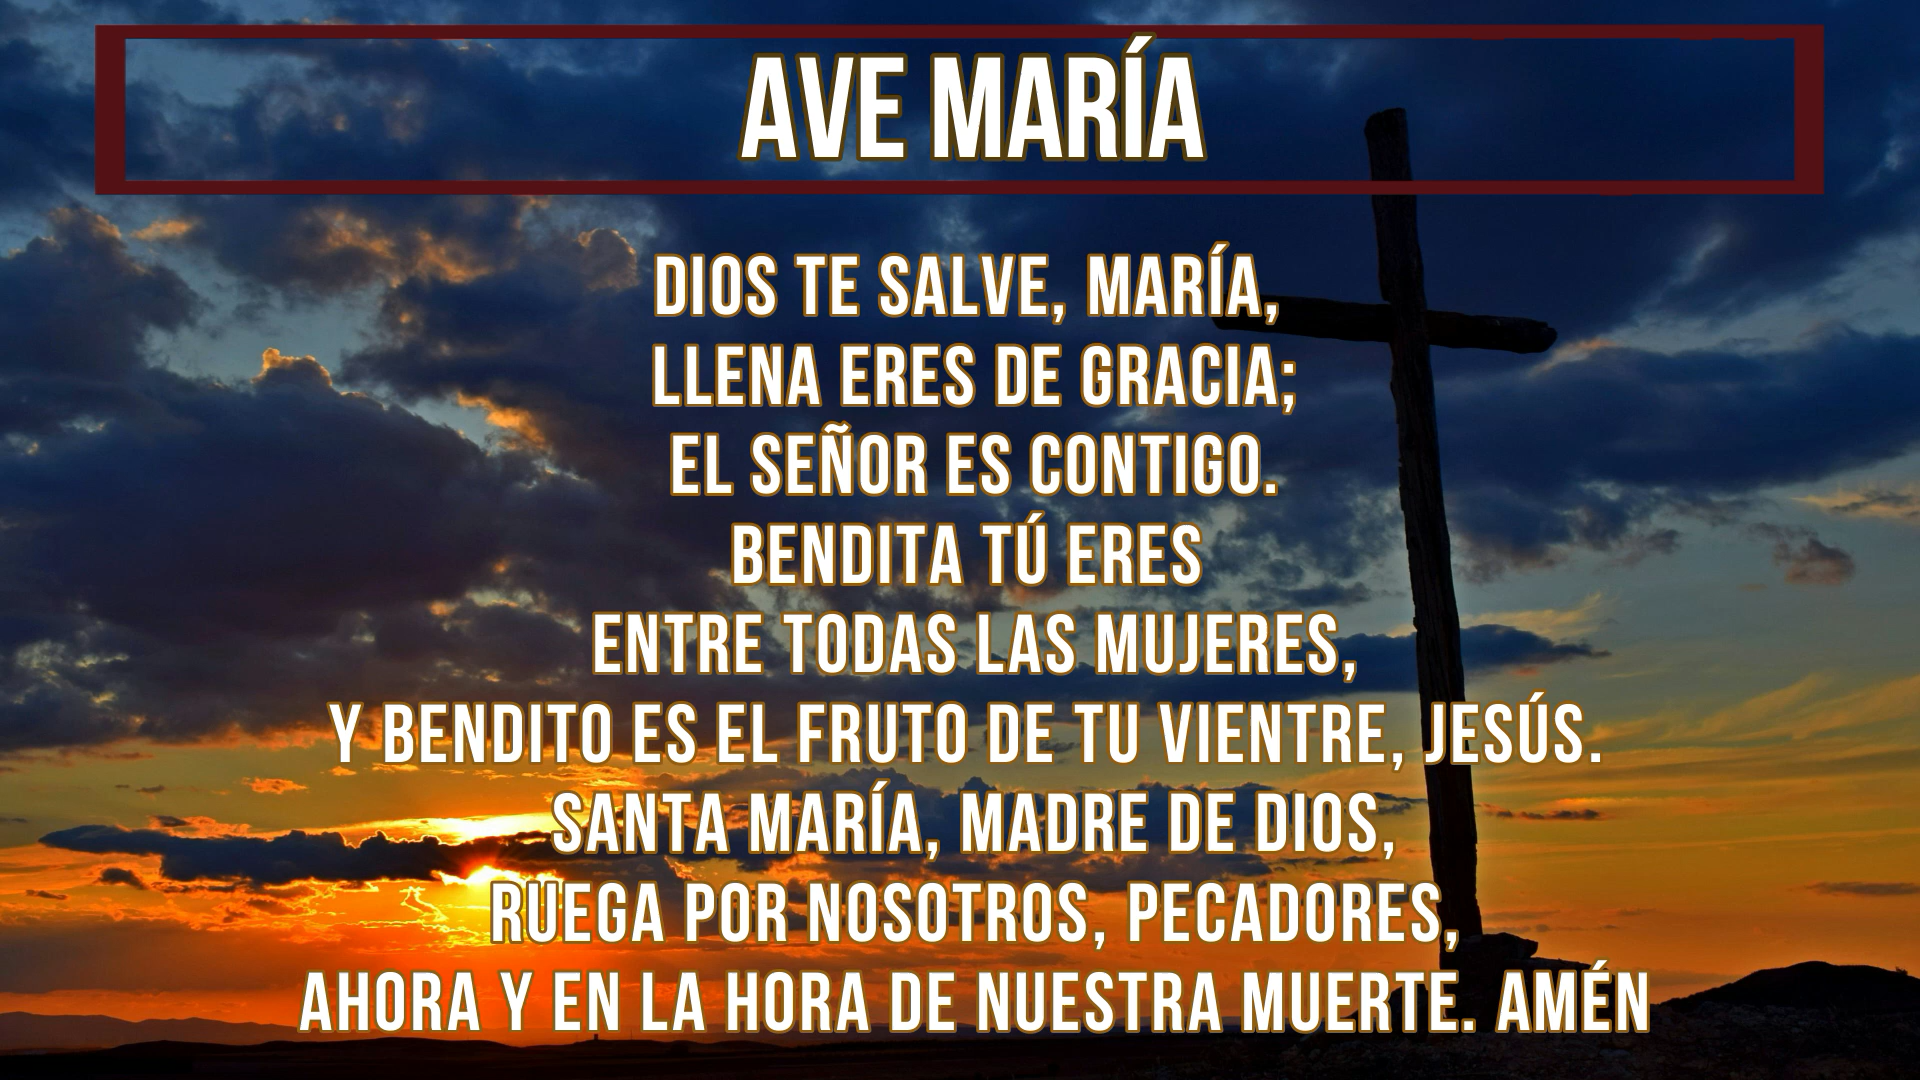 AVE MARÍA
DIOS TE SALVE, MARÍA,
LLENA ERES DE GRACIA;
EL SEÑOR ES CONTIGO.
BENDITA TÚ ERES
ENTRE TODAS LAS MUJERES,
Y BENDITO ES EL FRUTO DE TU VIENTRE, JESÚS.
SANTA MARÍA, MADRE DE DIOS,
RUEGA POR NOSOTROS, PECADORES,
AHORA Y EN LA HORA DE NUESTRA MUERTE. AMÉN